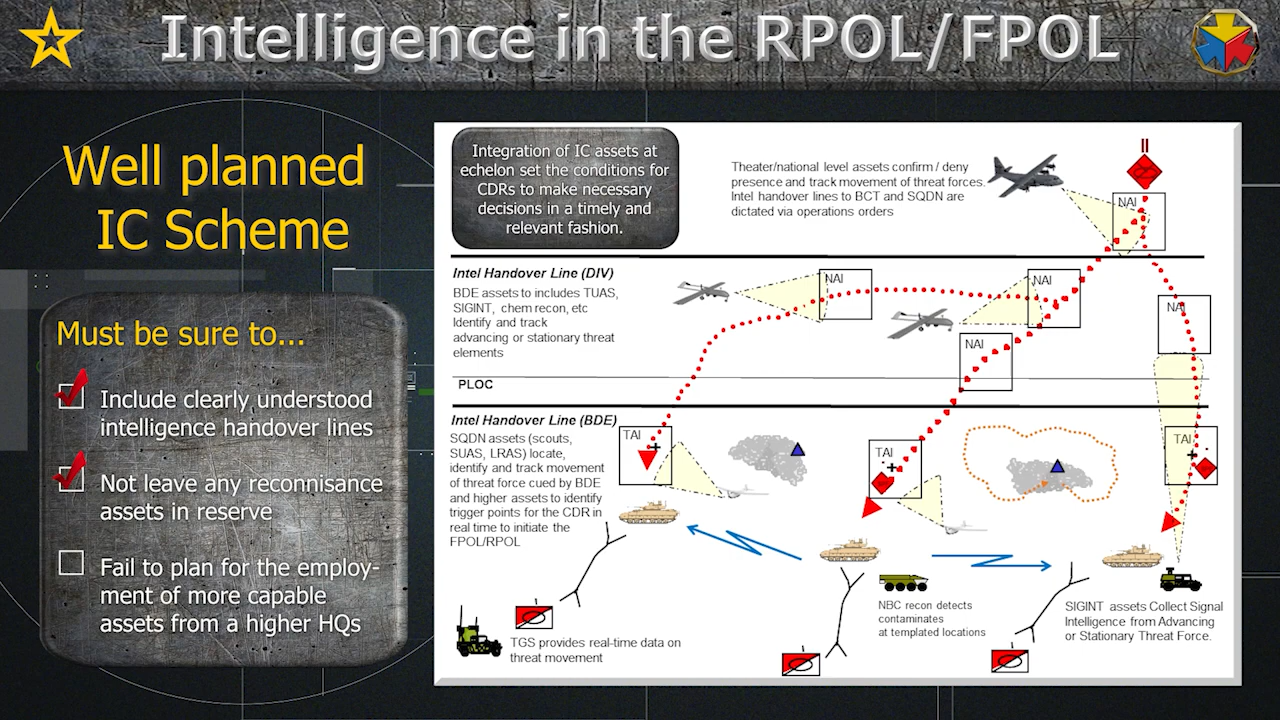 Intelligence in the RPOL/FPOL
Well planned
IC Scheme
Must be sure to...
Include clearly understood
intelligence handover lines
Not leave any reconnisance
assets in reserve
Fail to plan for the employ-
ment of more capable
assets from a higher HQs
Integration of IC assets at
echelon set the conditions for
CDRs to make necessary
decisions in a timely and
relevant fashion.
Theater/national level assets confirm / deny
presence and track movement of threat forces.
Intel handover lines to BCT and SQDN are
dictated via operations orders
II
NAI
Intel Handover Line (DIV)
BDE assets to includes TUAS,
SIGINT, chem recon, etc
Identify and track
advancing or stationary threat
elements
NAI
NAI
NAI
NAI
PLOC
Intel Handover Line (BDE)
SQDN assets (scouts,
SUAS, LRAS) locate,
identify and track movement
of threat force cued by BDE
and higher assets to identify
trigger points for the CDR in
real time to initiate the
FPOL/RPOL
TAI
TAI
TAI
TGS provides real-time data on
threat movement
NBC recon detects
contaminates
at templated locations
SIGINT assets Collect Signal
Intelligence from Advancing
or Stationary Threat Force.